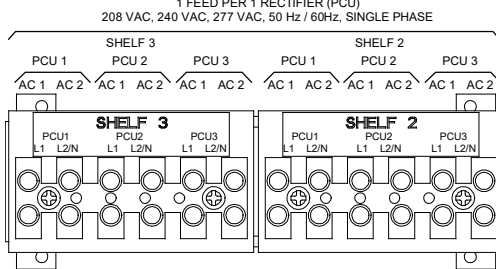 1 FEED PER 1 RECTIFIER (PCU)
208 VAC, 240 VAC, 277 VAC, 50 Hz / 60Hz, SINGLE PHASE
SHELF 3 SHELF 2
PCU 1 PCU 2 PCU 3 PCU 1 PCU 2 PCU 3
AC 1 AC 2 AC 1 AC 2 AC 1 AC 2 AC 1 AC 2 AC 1 AC 2 AC 1 AC 2
SHELF 3 SHELF 2
PCU1 PCU2 PCU3 PCU1 PCU2 PCU3
L1 L2/N L1 L2/N L1 L2/N L1 L2/N L1 L2/N L1 L2/N